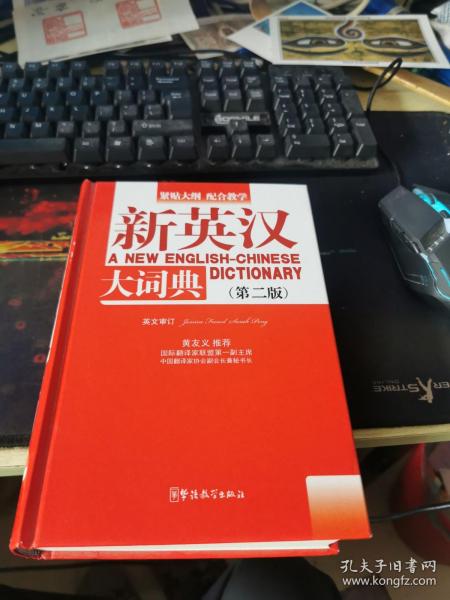 紧贴大纲 配合教学
新英汉
A NEW ENGLISH-CHINESE
大词典
DICTIONARY
(第二版)
英文审订
黄友义 推荐
国际翻译家联盟第一副主席
中国翻译家协会副会长兼秘书长
华语教学出版社
孔夫子旧书网
www.kongfz.com